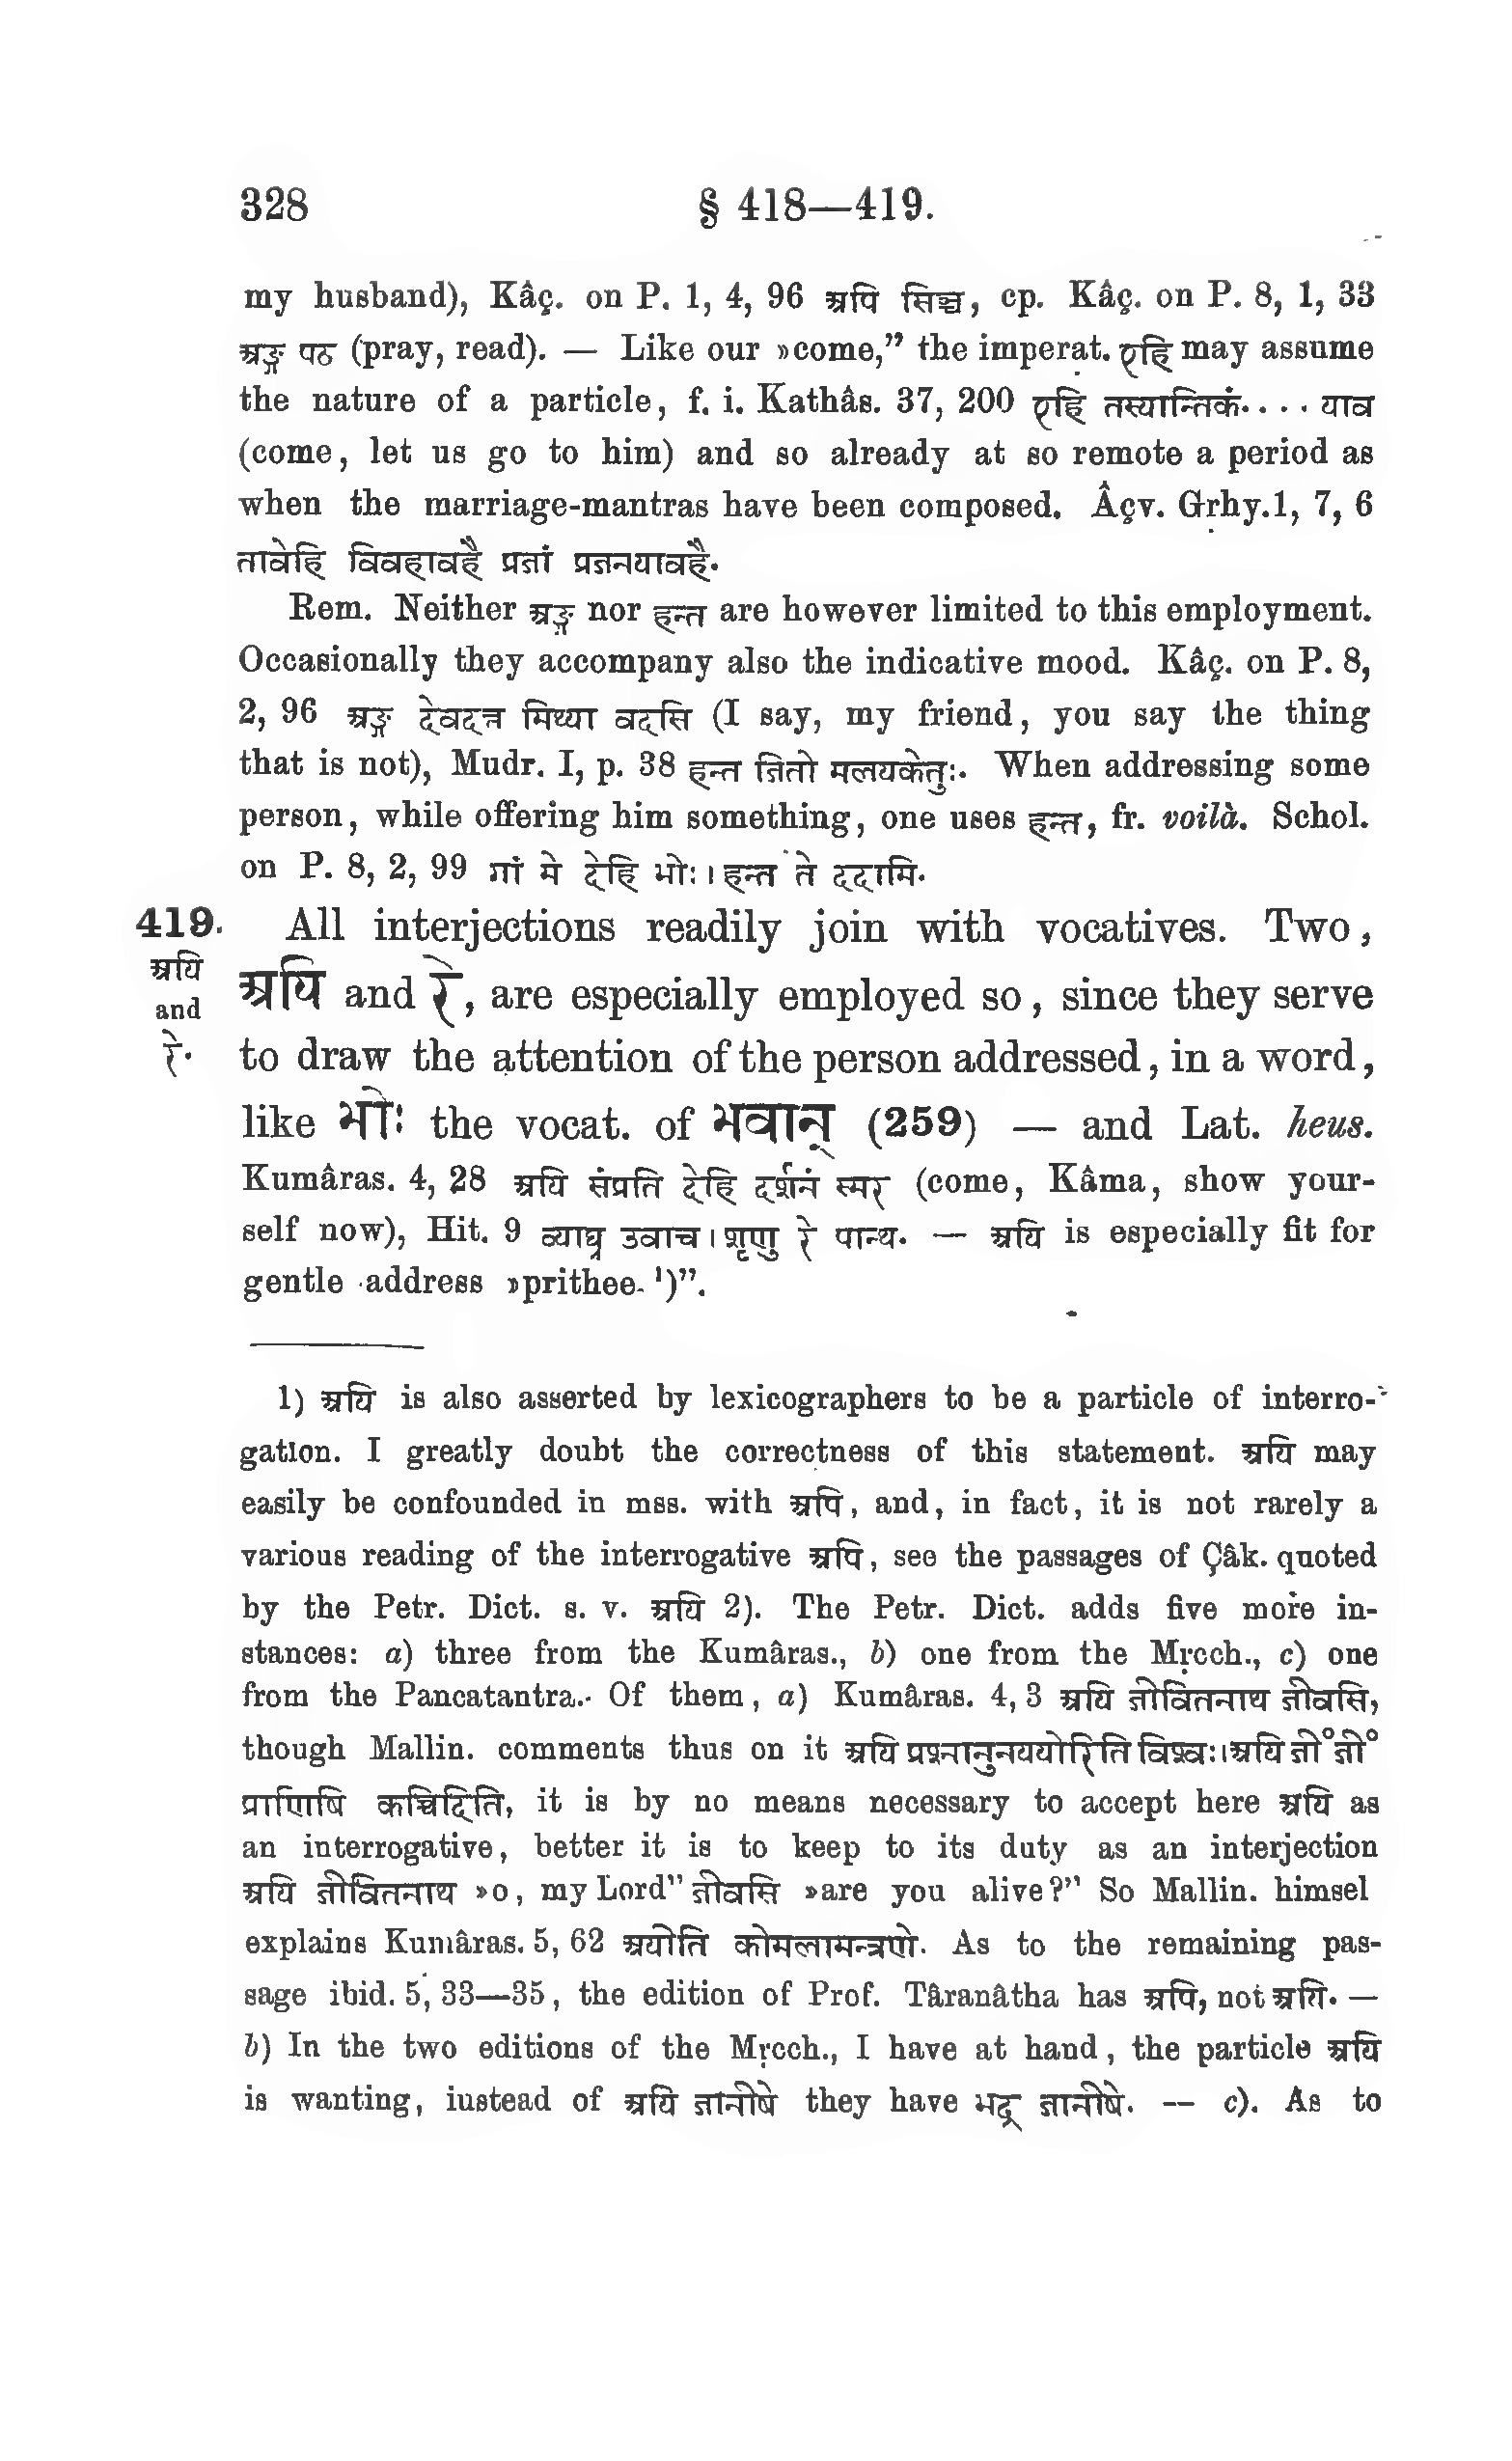 328 § 418—419.
my husband), Kâç. on P. 1, 4, 96 अपि सिञ्च, cp. Kâç. on P. 8, 1, 33
अङ्ग पठ (pray, read). — Like our »come,” the imperat. एहि may assume
the nature of a particle, f. i. Kathâs. 37, 200 एहि तस्यान्तिकं.... याव
(come, let us go to him) and so already at so remote a period as
when the marriage-mantras have been composed. Âçv. Gṛhy.1, 7, 6
तावेहि विवहावहै प्रजां प्रजनयावहै.
Rem. Neither अङ्ग nor हन्त are however limited to this employment.
Occasionally they accompany also the indicative mood. Kâç. on P. 8,
2, 96 अङ्ग देवदत्त मिथ्या वदसि (I say, my friend, you say the thing
that is not), Mudr. I, p. 38 हन्त जितो मलयकेतुः. When addressing some
person, while offering him something, one uses हन्त, fr. voilà. Schol.
on P. 8, 2, 99 गां मे देहि भोः। हन्त ते ददामि.
419. All interjections readily join with vocatives. Two,
अयि
and
रे.
अयि and रे, are especially employed so, since they serve
to draw the attention of the person addressed, in a word,
like भोः the vocat. of भवान् (259) — and Lat. heus.
Kumâras. 4, 28 अयि संप्रति देहि दर्शनं स्मर (come, Kâma, show your-
self now), Hit. 9 व्याघ्र उवाच। शृणु रे पान्थ. — अयि is especially fit for
gentle address »prithee ¹)”.
1) अयि is also asserted by lexicographers to be a particle of interro-
gation. I greatly doubt the correctness of this statement. अयि may
easily be confounded in mss. with अपि, and, in fact, it is not rarely a
various reading of the interrogative अपि, see the passages of Çâk. quoted
by the Petr. Dict. s. v. अयि 2). The Petr. Dict. adds five more in-
stances: a) three from the Kumâras., b) one from the Mṛcch., c) one
from the Pancatantra. Of them, a) Kumâras. 4, 3 अयि जीवितनाथ जीवसि,
though Mallin. comments thus on it अयि प्रश्नानुनययोरिति विश्वः।अयि जी° जी°
प्राणिषि कच्चिदिति, it is by no means necessary to accept here अयि as
an interrogative, better it is to keep to its duty as an interjection
अयि जीवितनाथ »o, my Lord” जीवसि »are you alive?” So Mallin. himsel
explains Kumâras. 5, 62 अयीति कोमलामन्त्रणे. As to the remaining pas-
sage ibid. 5, 33—35, the edition of Prof. Târanâtha has अपि, not अयि. —
b) In the two editions of the Mṛcch., I have at hand, the particle अयि
is wanting, instead of अयि जानीषे they have भद्र जानीषे. — c). As to